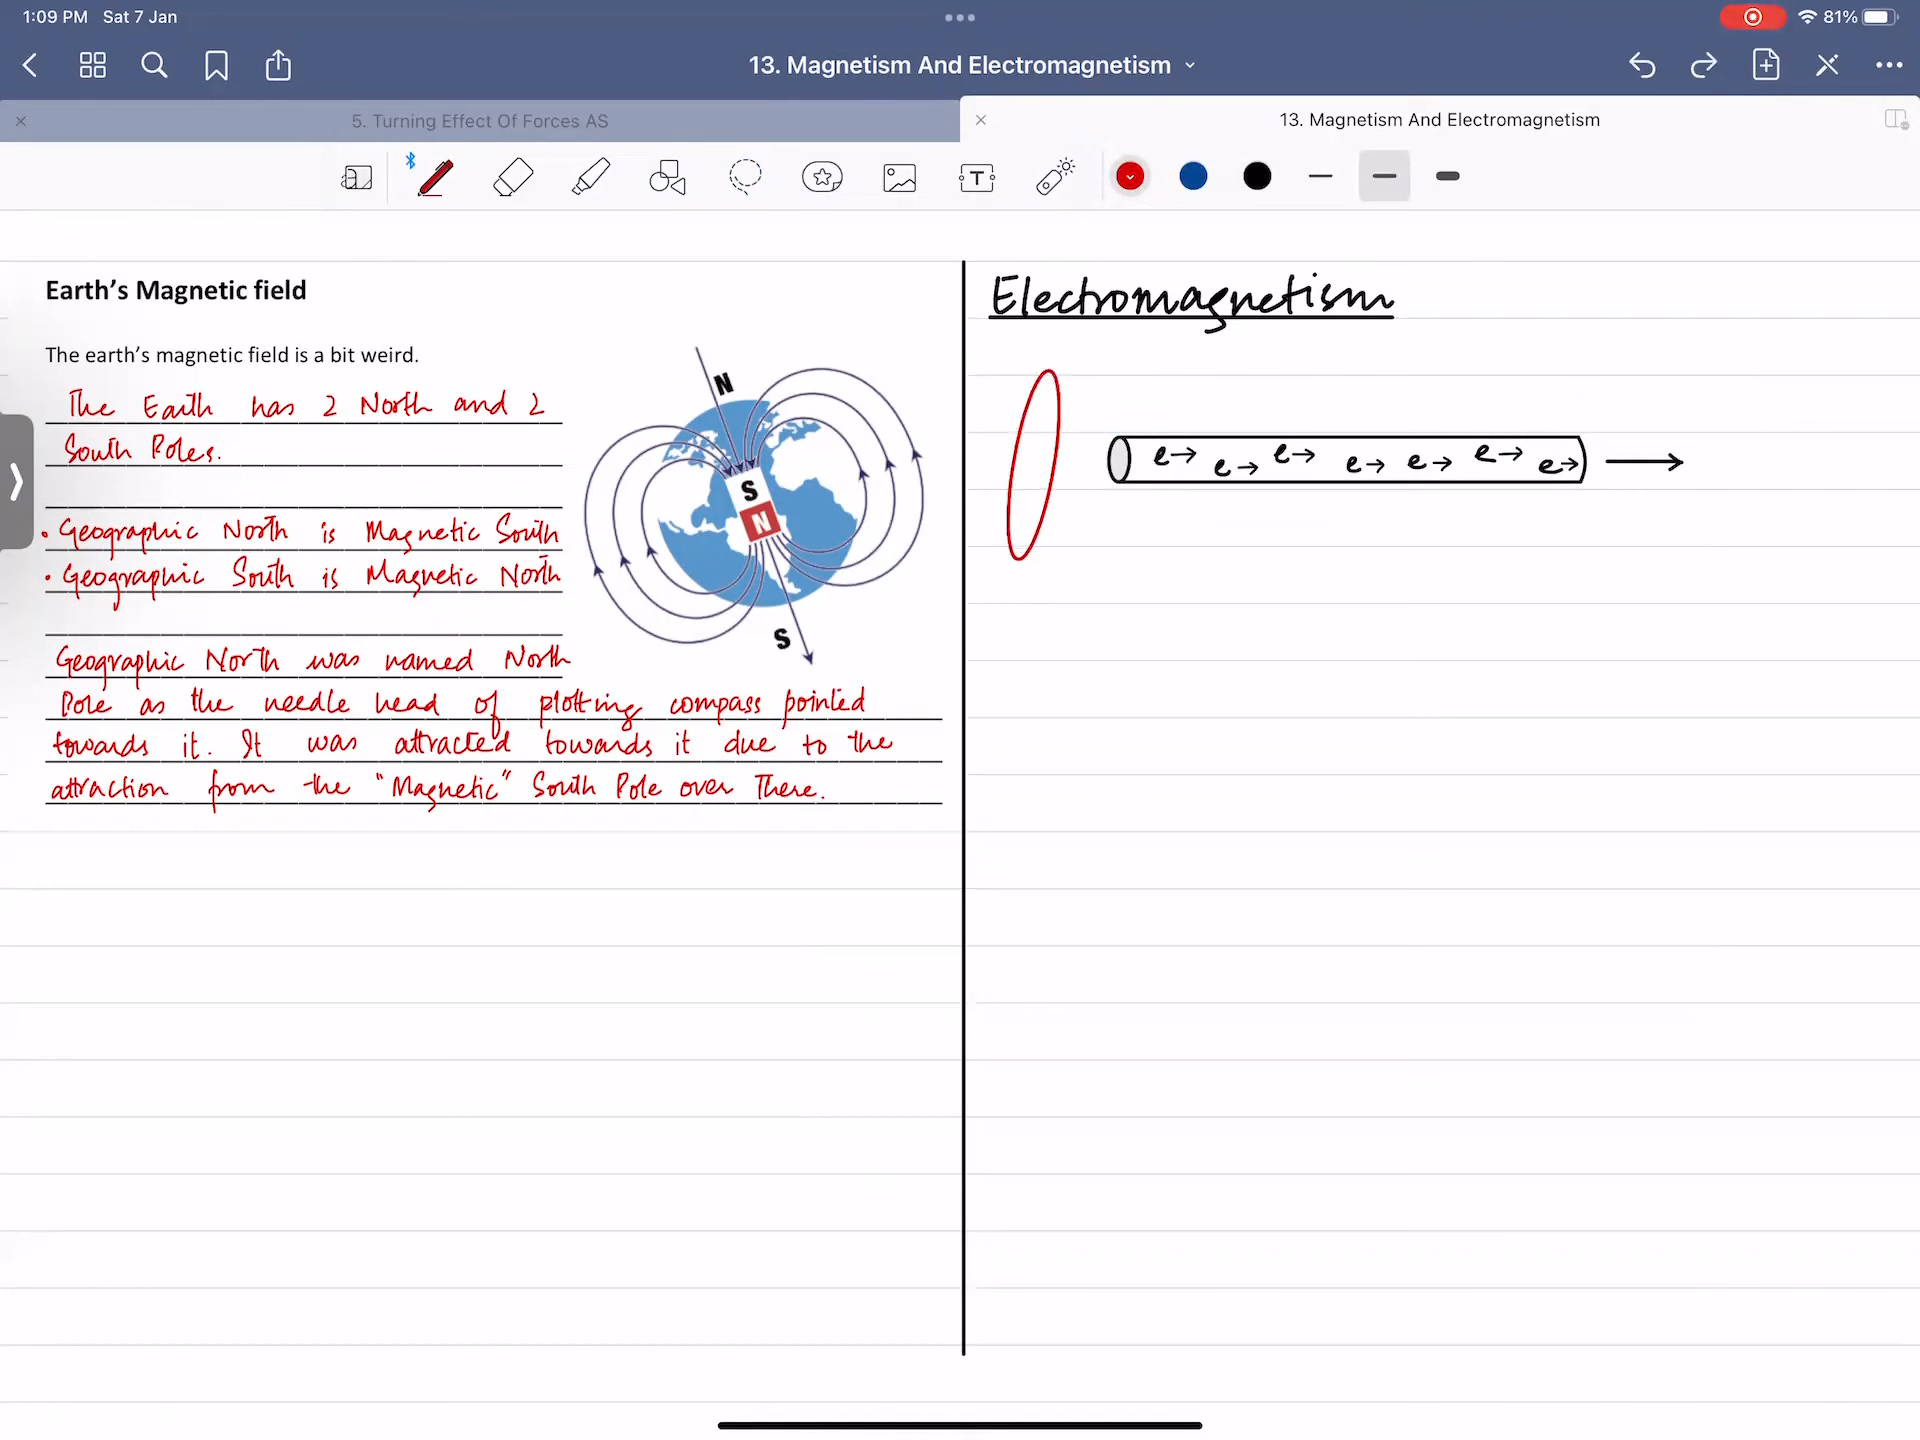 1:09 PM Sat 7 Jan
81%
13. Magnetism And Electromagnetism
5. Turning Effect Of Forces AS
13. Magnetism And Electromagnetism
a
T
Earth's Magnetic field
The earth's magnetic field is a bit weird.
The Earth has 2 North and 2
South Poles.
• Geographic North is Magnetic South
• Geographic South is Magnetic North
Geographic North was named North
Pole as the needle head of plotting compass pointed
towards it. It was attracted towards it due to the
attraction from the "Magnetic" South Pole over There.
N
S
N
S
Electromagnetism
e→ e→ e→ e→ e→ e→ e→